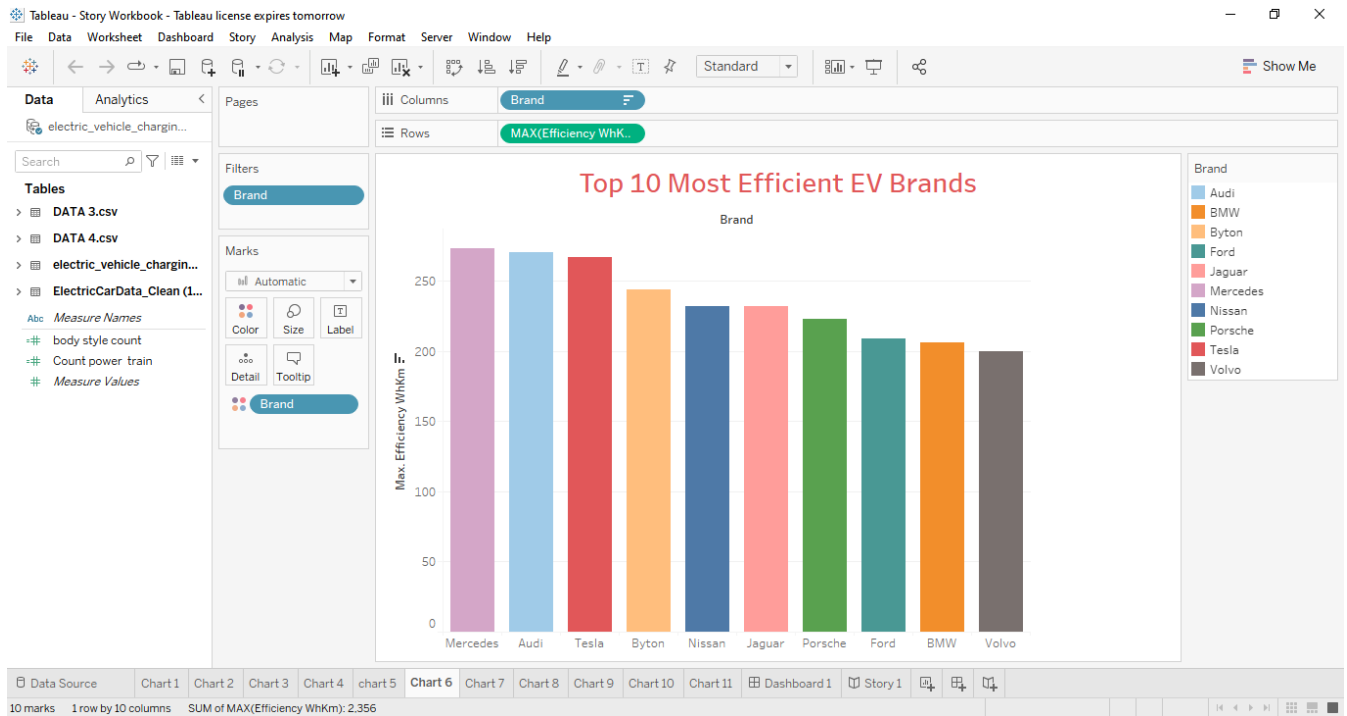 Tableau - Story Workbook - Tableau license expires tomorrow
File Data Worksheet Dashboard Story Analysis Map Format Server Window Help
Standard
Show Me
Data Analytics
electric_vehicle_chargin...
Search
Tables
DATA 3.csv
DATA 4.csv
electric_vehicle_chargin...
ElectricCarData_Clean (1...
Abc Measure Names
body style count
Count power train
Measure Values
Pages
Filters
Brand
Marks
Automatic
Color Size Label
Detail Tooltip
Brand
Columns Brand
Rows MAX(Efficiency WhK..
Top 10 Most Efficient EV Brands
Brand
Max. Efficiency WhKm
250
200
150
100
50
0
Mercedes Audi Tesla Byton Nissan Jaguar Porsche Ford BMW Volvo
Brand
Audi
BMW
Byton
Ford
Jaguar
Mercedes
Nissan
Porsche
Tesla
Volvo
Data Source Chart 1 Chart 2 Chart 3 Chart 4 chart 5 Chart 6 Chart 7 Chart 8 Chart 9 Chart 10 Chart 11 Dashboard 1 Story 1
10 marks 1 row by 10 columns SUM of MAX(Efficiency WhKm): 2,356